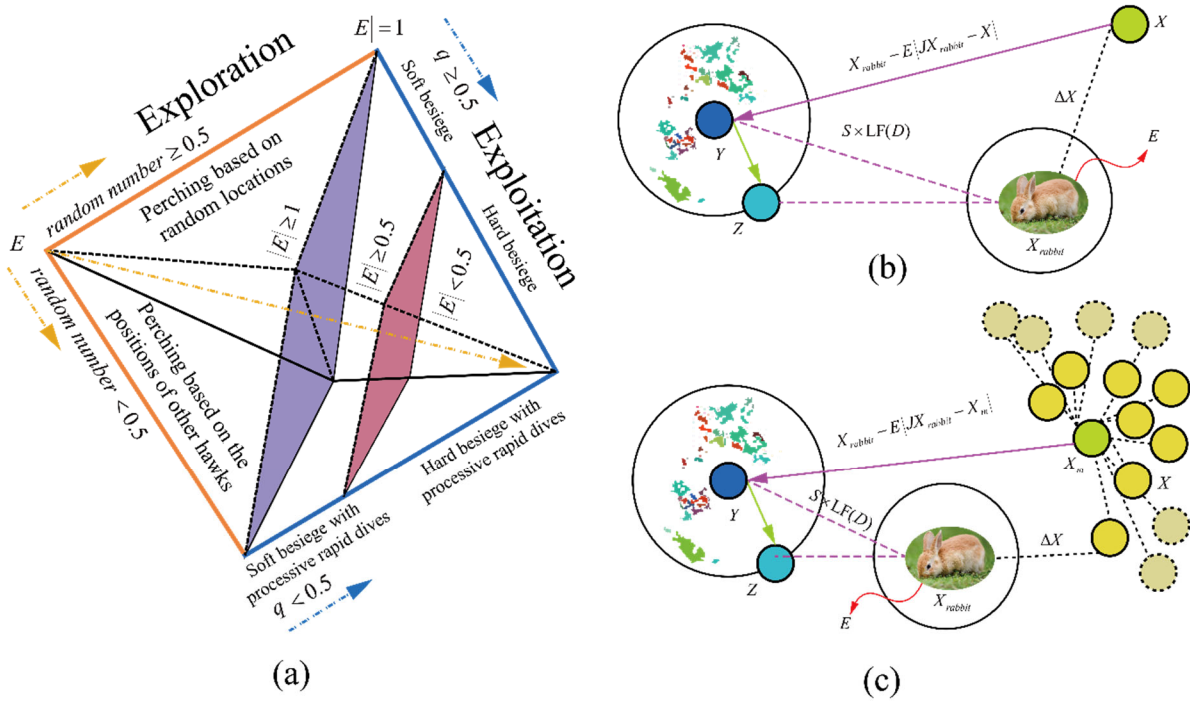 Exploration
random number ≥ 0.5
Perching based on
random locations
E
random number < 0.5
Perching based on the
positions of other hawks
E|=1
q ≥ 0.5
Soft besiege
Exploitation
Hard besiege
|E| ≥ 1
|E| ≥ 0.5
|E| < 0.5
Soft besiege with
processive rapid dives
q < 0.5
Hard besiege with
processive rapid dives
(a)
X
X_rabbit − E|JX_rabbit − X|
ΔX
S×LF(D)
Y
Z
E
X_rabbit
(b)
X_rabbit − E|JX_rabbit − X_m|
X_m
X
S×LF(D)
Y
Z
ΔX
X_rabbit
E
(c)